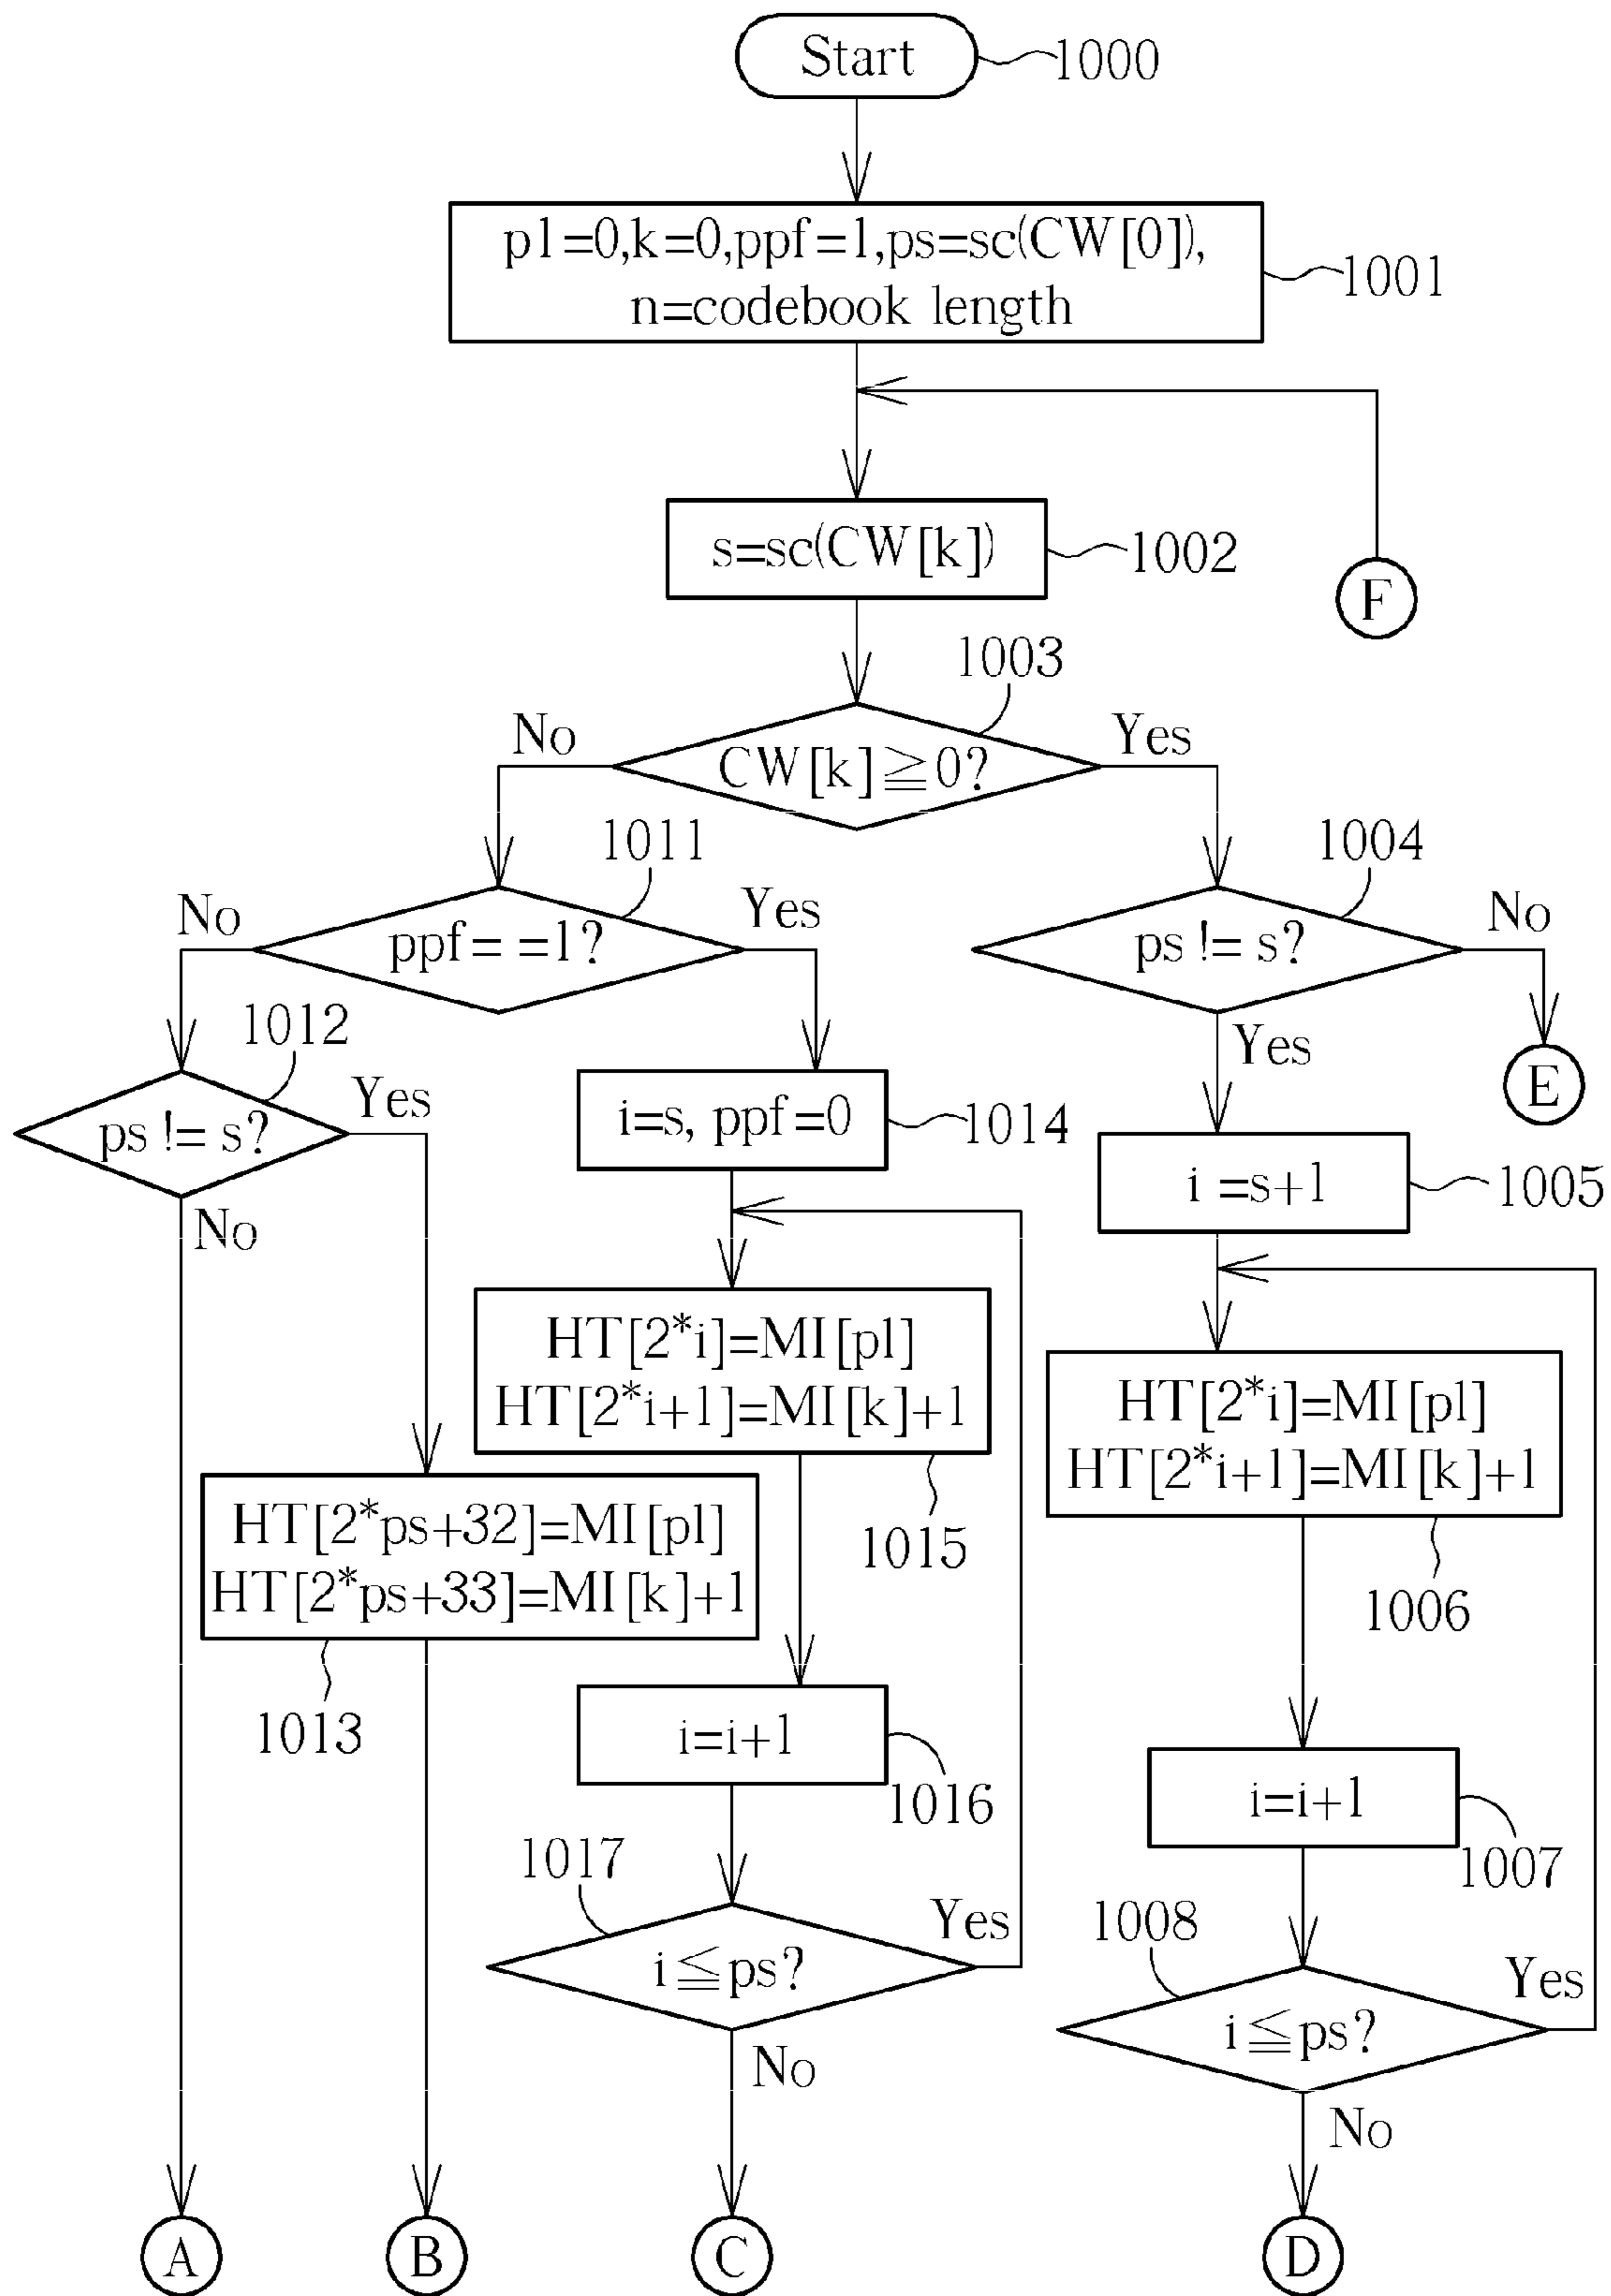 Start
1000
pl=0,k=0,ppf=1,ps=sc(CW[0]),
n=codebook length
1001
s=sc(CW[k])
1002
F
1003
No
CW[k]≧0?
Yes
1011
No
ppf= =1?
Yes
1004
ps != s?
No
Yes
E
1012
ps != s?
Yes
No
i=s, ppf=0
1014
i =s+1
1005
HT[2*i]=MI[pl]
HT[2*i+1]=MI[k]+1
1015
HT[2*i]=MI[pl]
HT[2*i+1]=MI[k]+1
1006
HT[2*ps+32]=MI[pl]
HT[2*ps+33]=MI[k]+1
1013
i=i+1
1016
i=i+1
1007
1017
i≦ps?
Yes
No
1008
i≦ps?
Yes
No
A
B
C
D